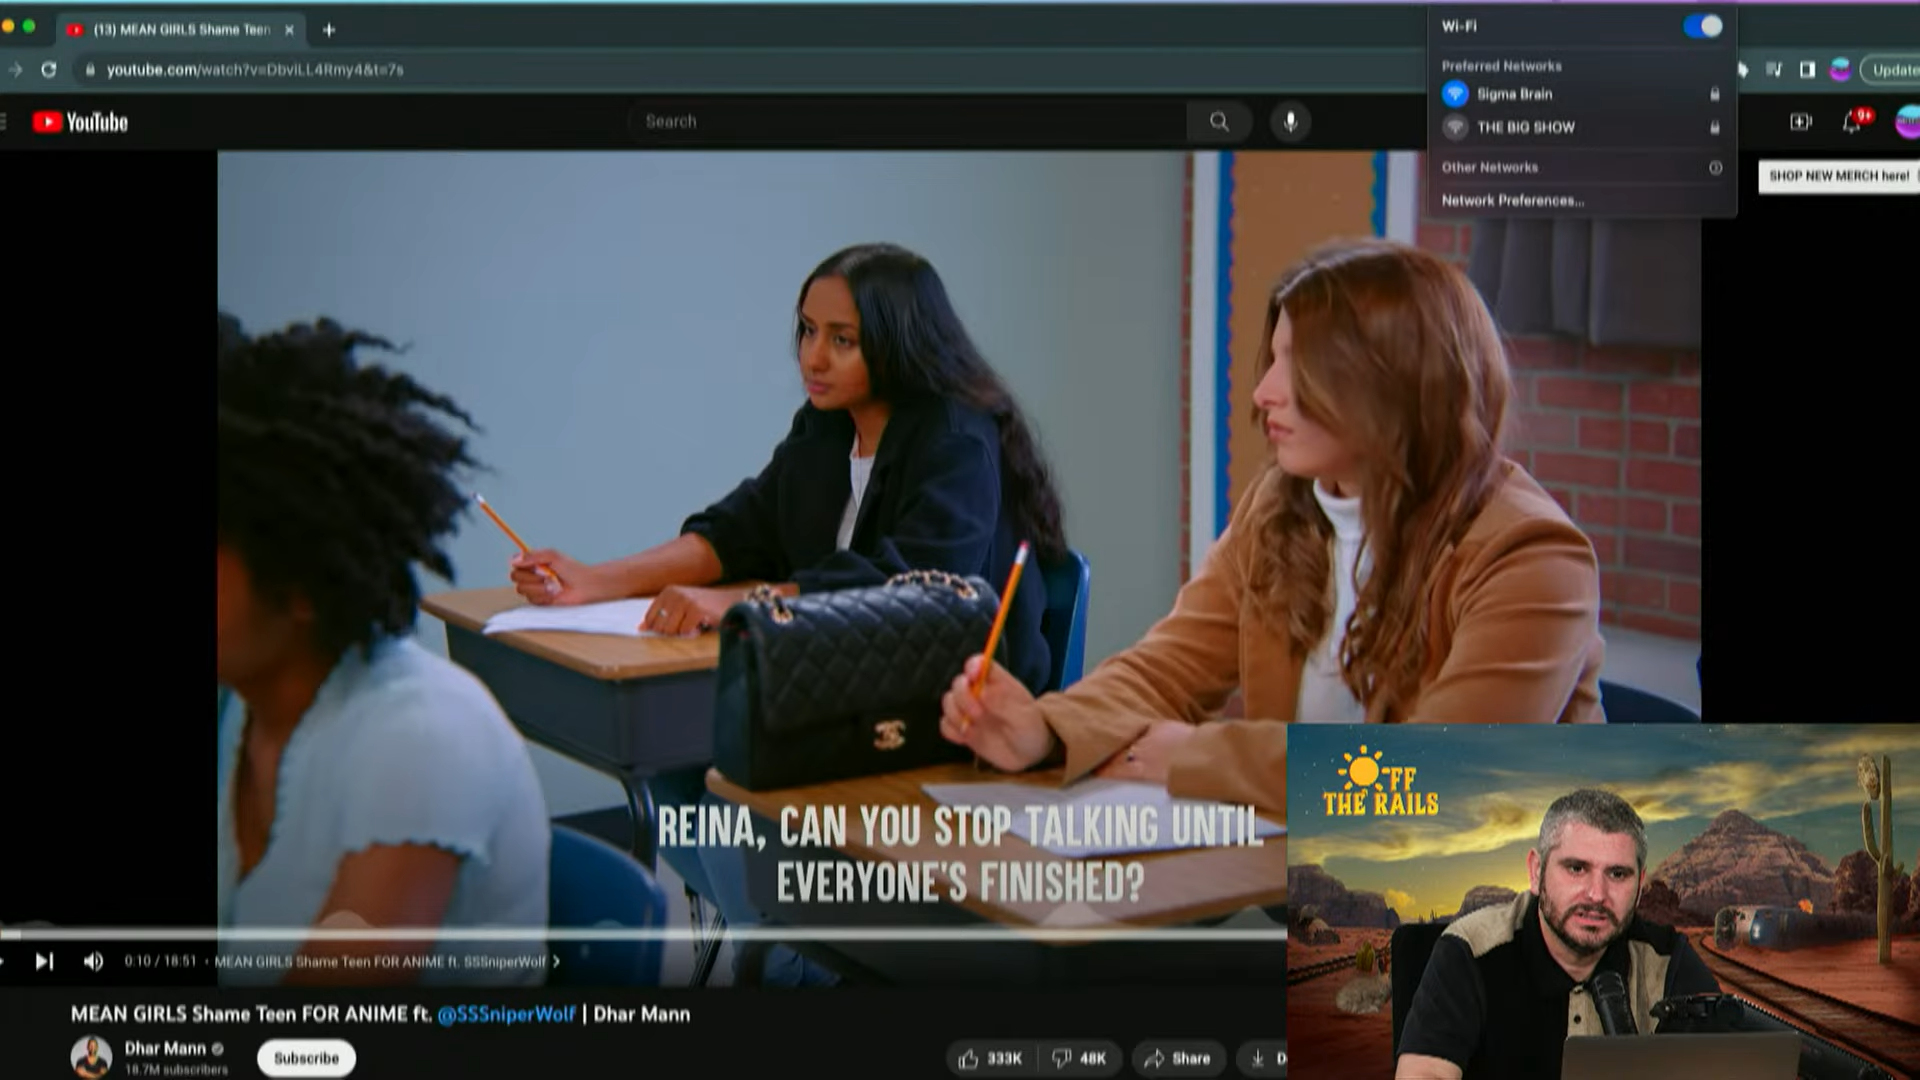 (13) MEAN GIRLS Shame Teen
youtube.com/watch?v=DbviLL4Rmy4&t=7s
Update
Wi-Fi
Preferred Networks
Sigma Brain
THE BIG SHOW
Other Networks
Network Preferences...
YouTube
Search
9+
SHOP NEW MERCH here!
REINA, CAN YOU STOP TALKING UNTIL
EVERYONE'S FINISHED?
OFF
THE RAILS
0:10 / 18:51 • MEAN GIRLS Shame Teen FOR ANIME ft. SSSniperWolf >
MEAN GIRLS Shame Teen FOR ANIME ft. @SSSniperWolf | Dhar Mann
Dhar Mann
18.7M subscribers
Subscribe
333K
48K
Share
D